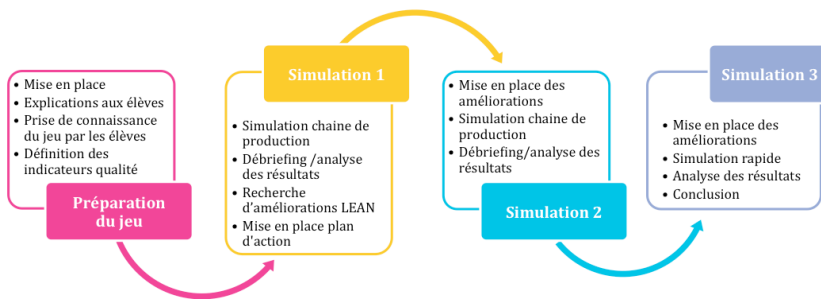 • Mise en place
• Explications aux élèves
• Prise de connaissance
du jeu par les élèves
• Définition des
indicateurs qualité
Préparation
du jeu
Simulation 1
• Simulation chaine de
production
• Débriefing /analyse
des résultats
• Recherche
d'améliorations LEAN
• Mise en place plan
d'action
• Mise en place des
améliorations
• Simulation chaine de
production
• Débriefing/analyse des
résultats
Simulation 2
Simulation 3
• Mise en place des
améliorations
• Simulation rapide
• Analyse des résultats
• Conclusion